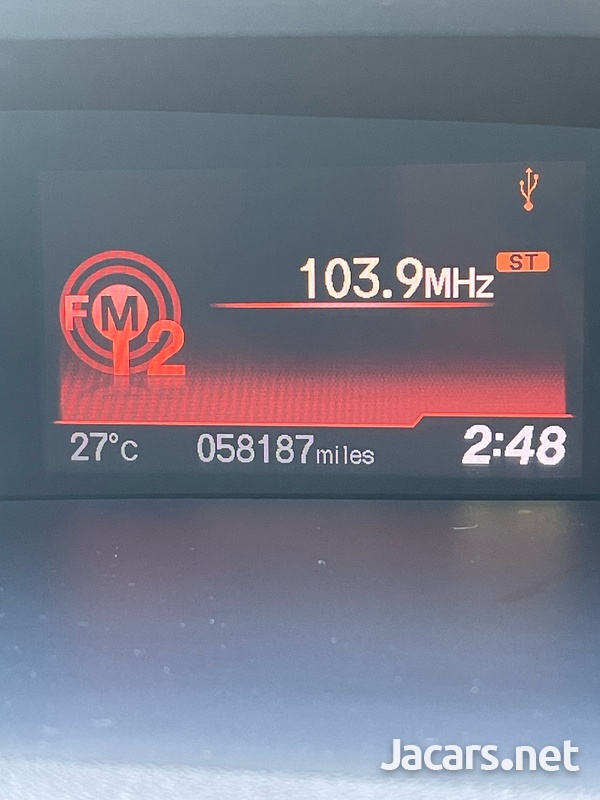 ST
103.9MHz
FM
2
27°C 058187miles 2:48
Jacars.net